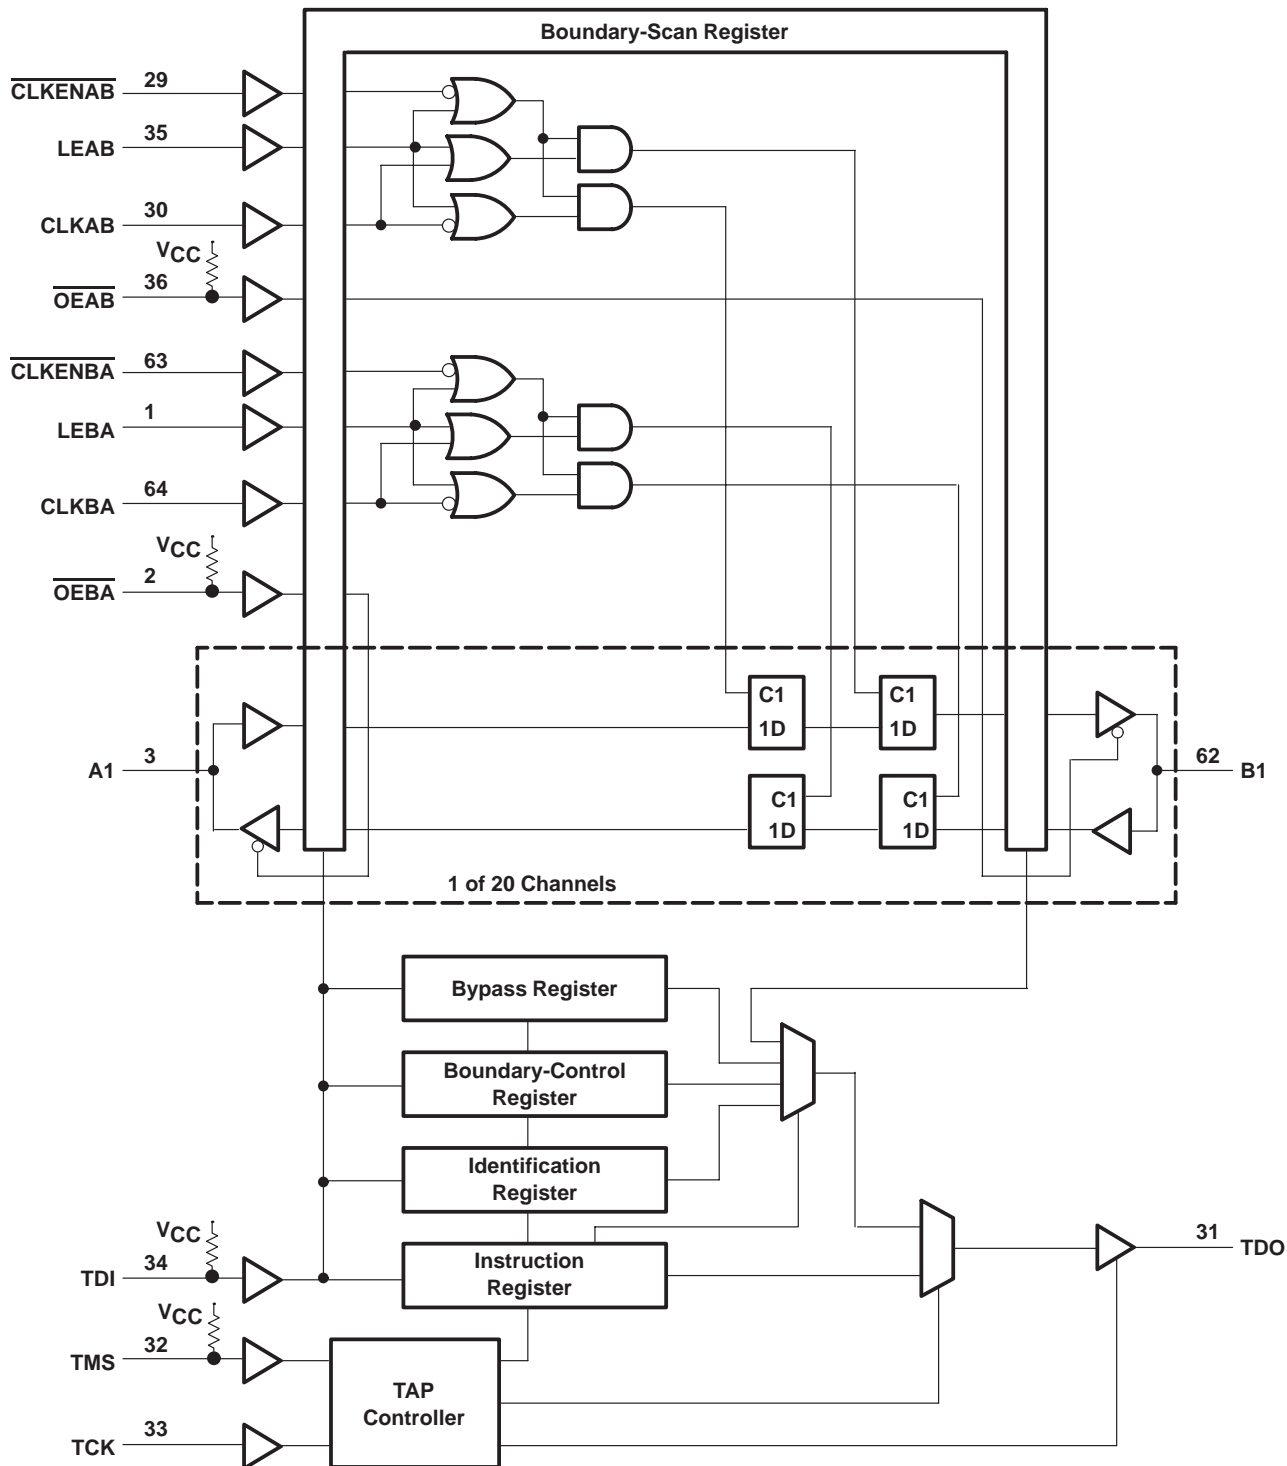 Boundary-Scan Register
CLKENAB 29
LEAB 35
CLKAB 30
VCC
OEAB 36
CLKENBA 63
LEBA 1
CLKBA 64
VCC
OEBA 2
C1
1D
C1
1D
A1 3
62 B1
C1
1D
C1
1D
1 of 20 Channels
Bypass Register
Boundary-Control
Register
Identification
Register
VCC
TDI 34
Instruction
Register
31 TDO
VCC
TMS 32
TAP
Controller
TCK 33